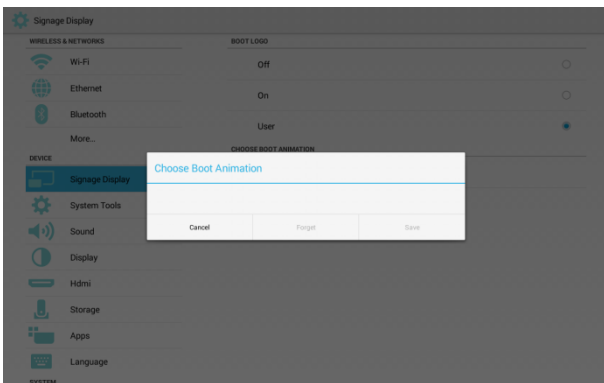 Signage Display
WIRELESS & NETWORKS
Wi-Fi
Ethernet
Bluetooth
More...
DEVICE
Signage Display
System Tools
Sound
Display
Hdmi
Storage
Apps
Language
SYSTEM
BOOT LOGO
Off
On
User
CHOOSE BOOT ANIMATION
Choose Boot Animation
Cancel
Forget
Save